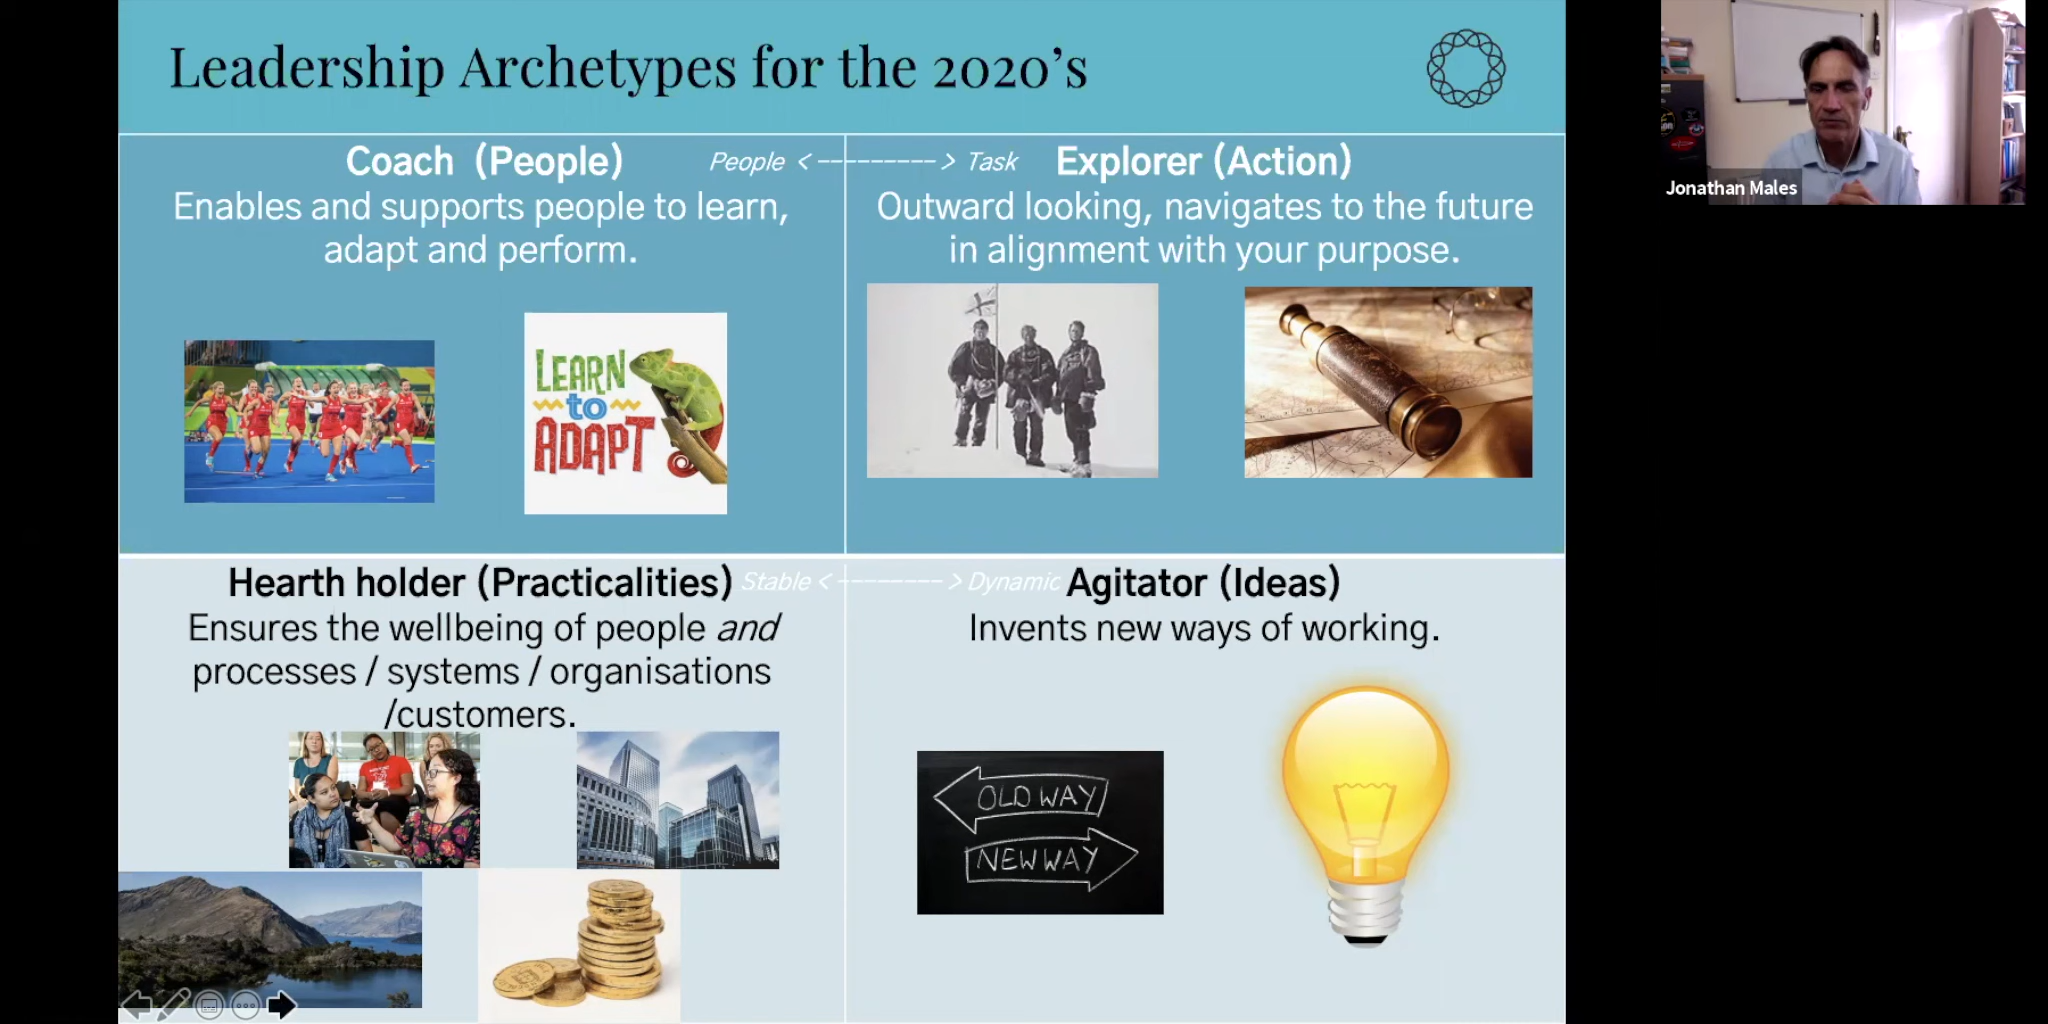 Leadership Archetypes for the 2020’s
Jonathan Males
Coach (People)
People <---------> Task
Explorer (Action)
Enables and supports people to learn,
adapt and perform.
Outward looking, navigates to the future
in alignment with your purpose.
LEARN
to
ADAPT
Hearth holder (Practicalities)
Stable <--------> Dynamic
Agitator (Ideas)
Ensures the wellbeing of people and
processes / systems / organisations
/customers.
Invents new ways of working.
OLD WAY
NEW WAY